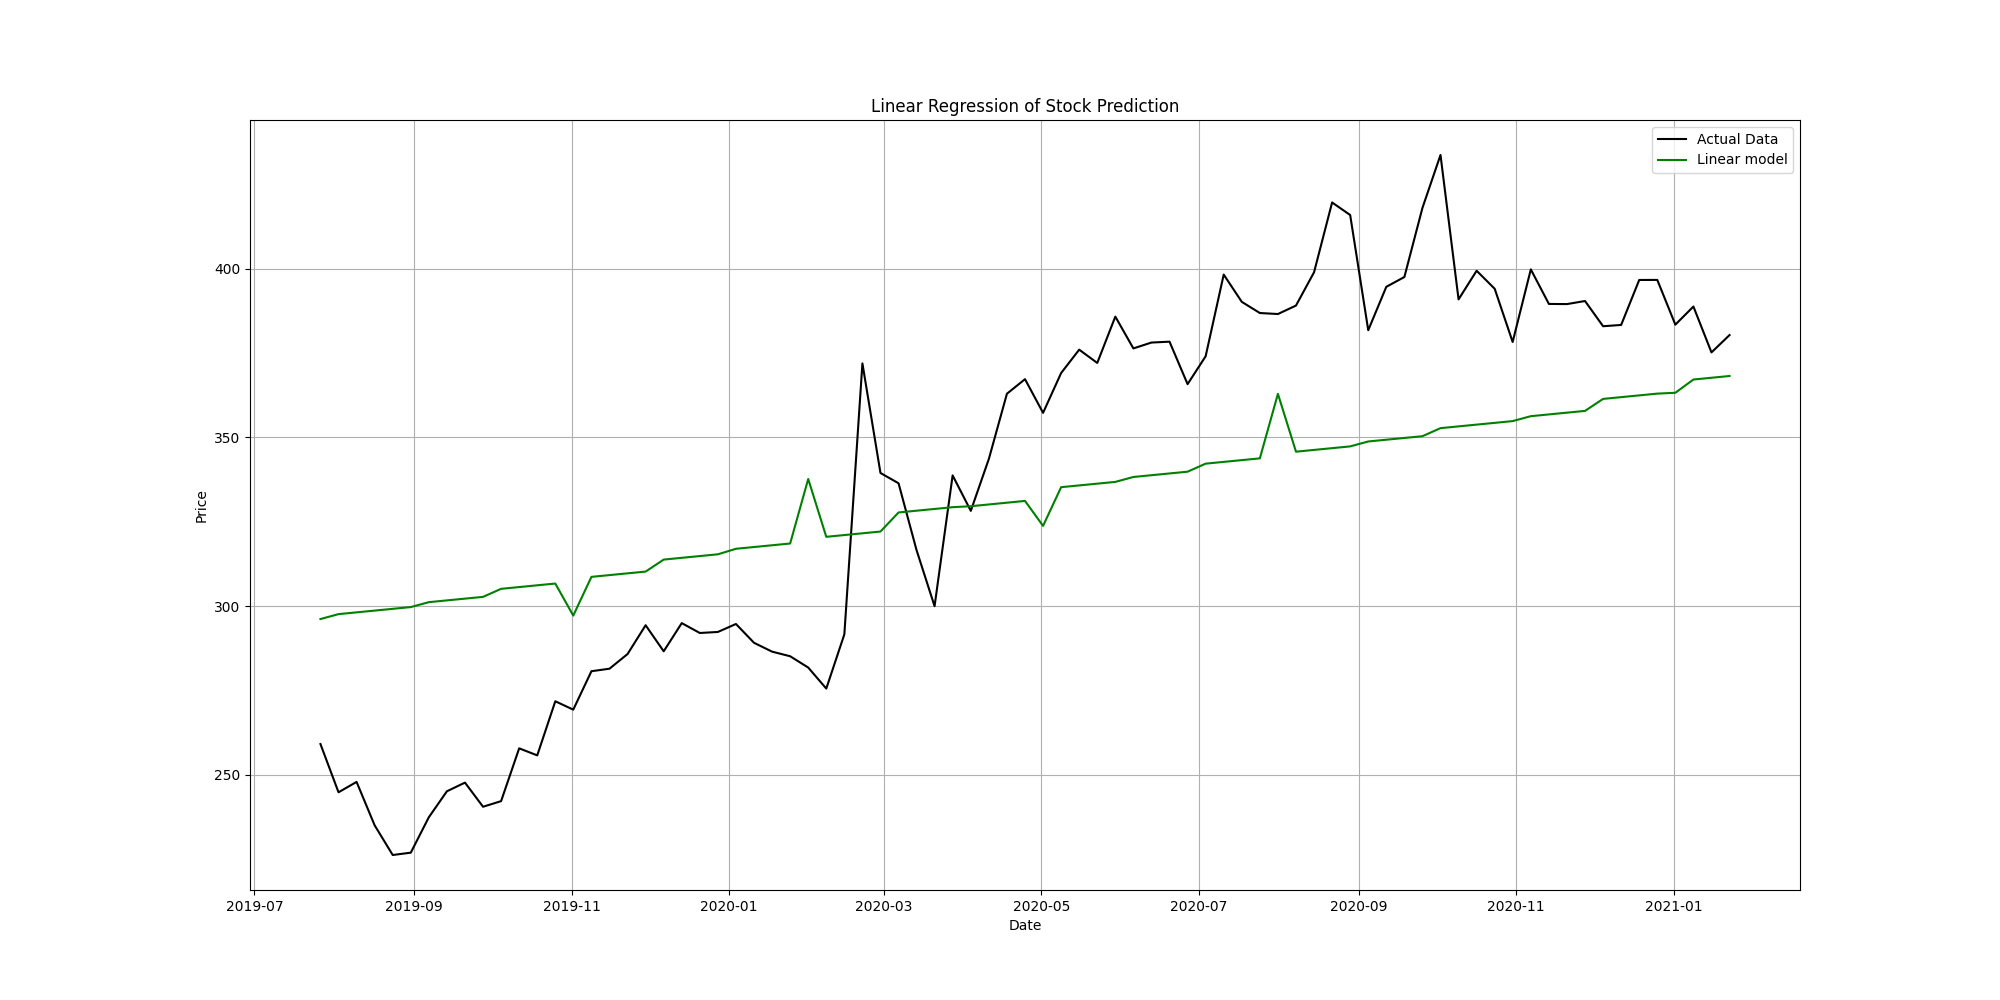 Linear Regression of Stock Prediction
Actual Data
Linear model
Price
400
350
300
250
2019-07 2019-09 2019-11 2020-01 2020-03 2020-05 2020-07 2020-09 2020-11 2021-01
Date